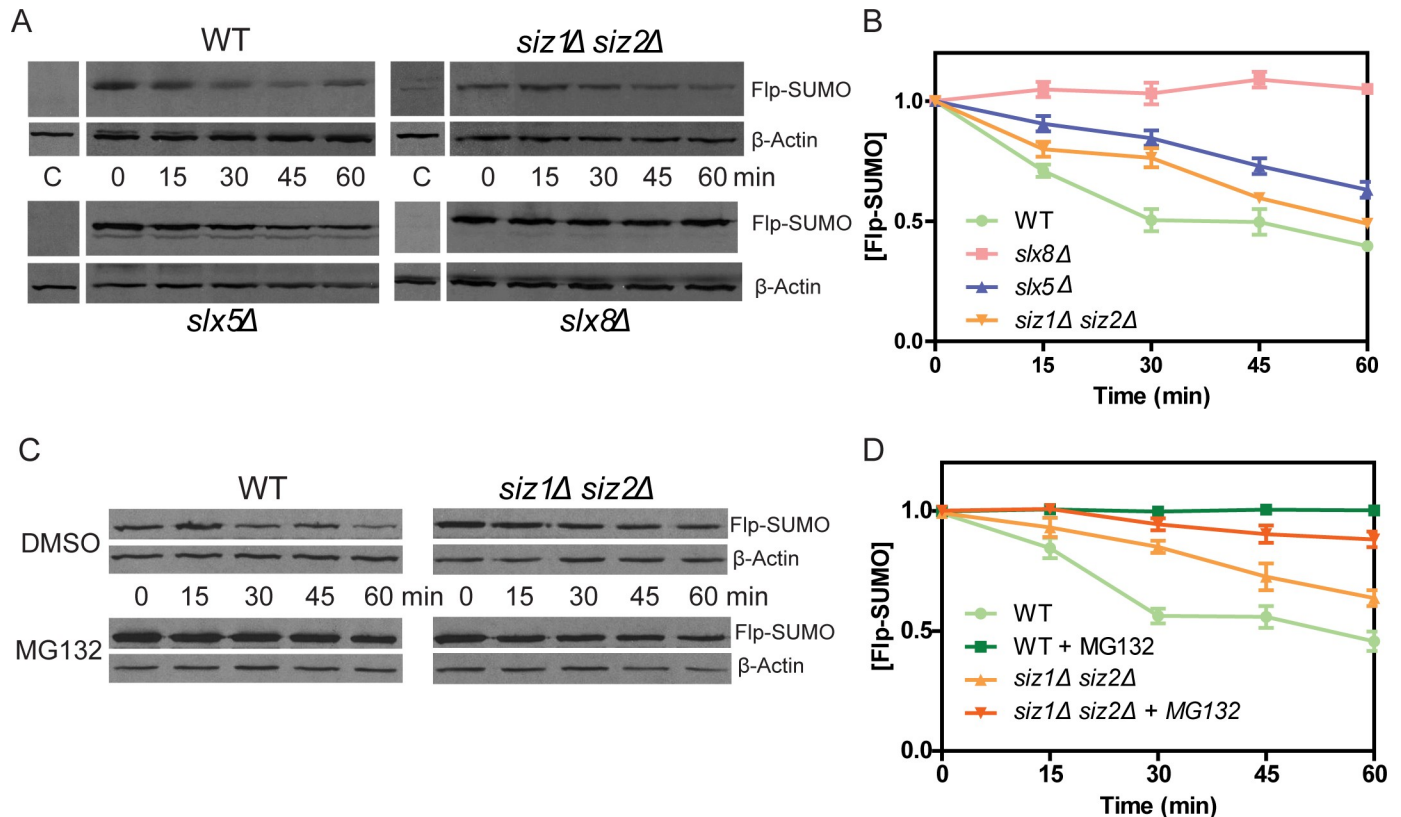 A
WT
siz1Δ siz2Δ
Flp-SUMO
β-Actin
C 0 15 30 45 60 C 0 15 30 45 60 min
Flp-SUMO
β-Actin
slx5Δ
slx8Δ
B
[Flp-SUMO]
1.0
0.5
0.0
WT
slx8Δ
slx5Δ
siz1Δ siz2Δ
0 15 30 45 60
Time (min)
C
WT
siz1Δ siz2Δ
DMSO
Flp-SUMO
β-Actin
0 15 30 45 60 min 0 15 30 45 60 min
MG132
Flp-SUMO
β-Actin
D
[Flp-SUMO]
1.0
0.5
0.0
WT
WT + MG132
siz1Δ siz2Δ
siz1Δ siz2Δ + MG132
0 15 30 45 60
Time (min)